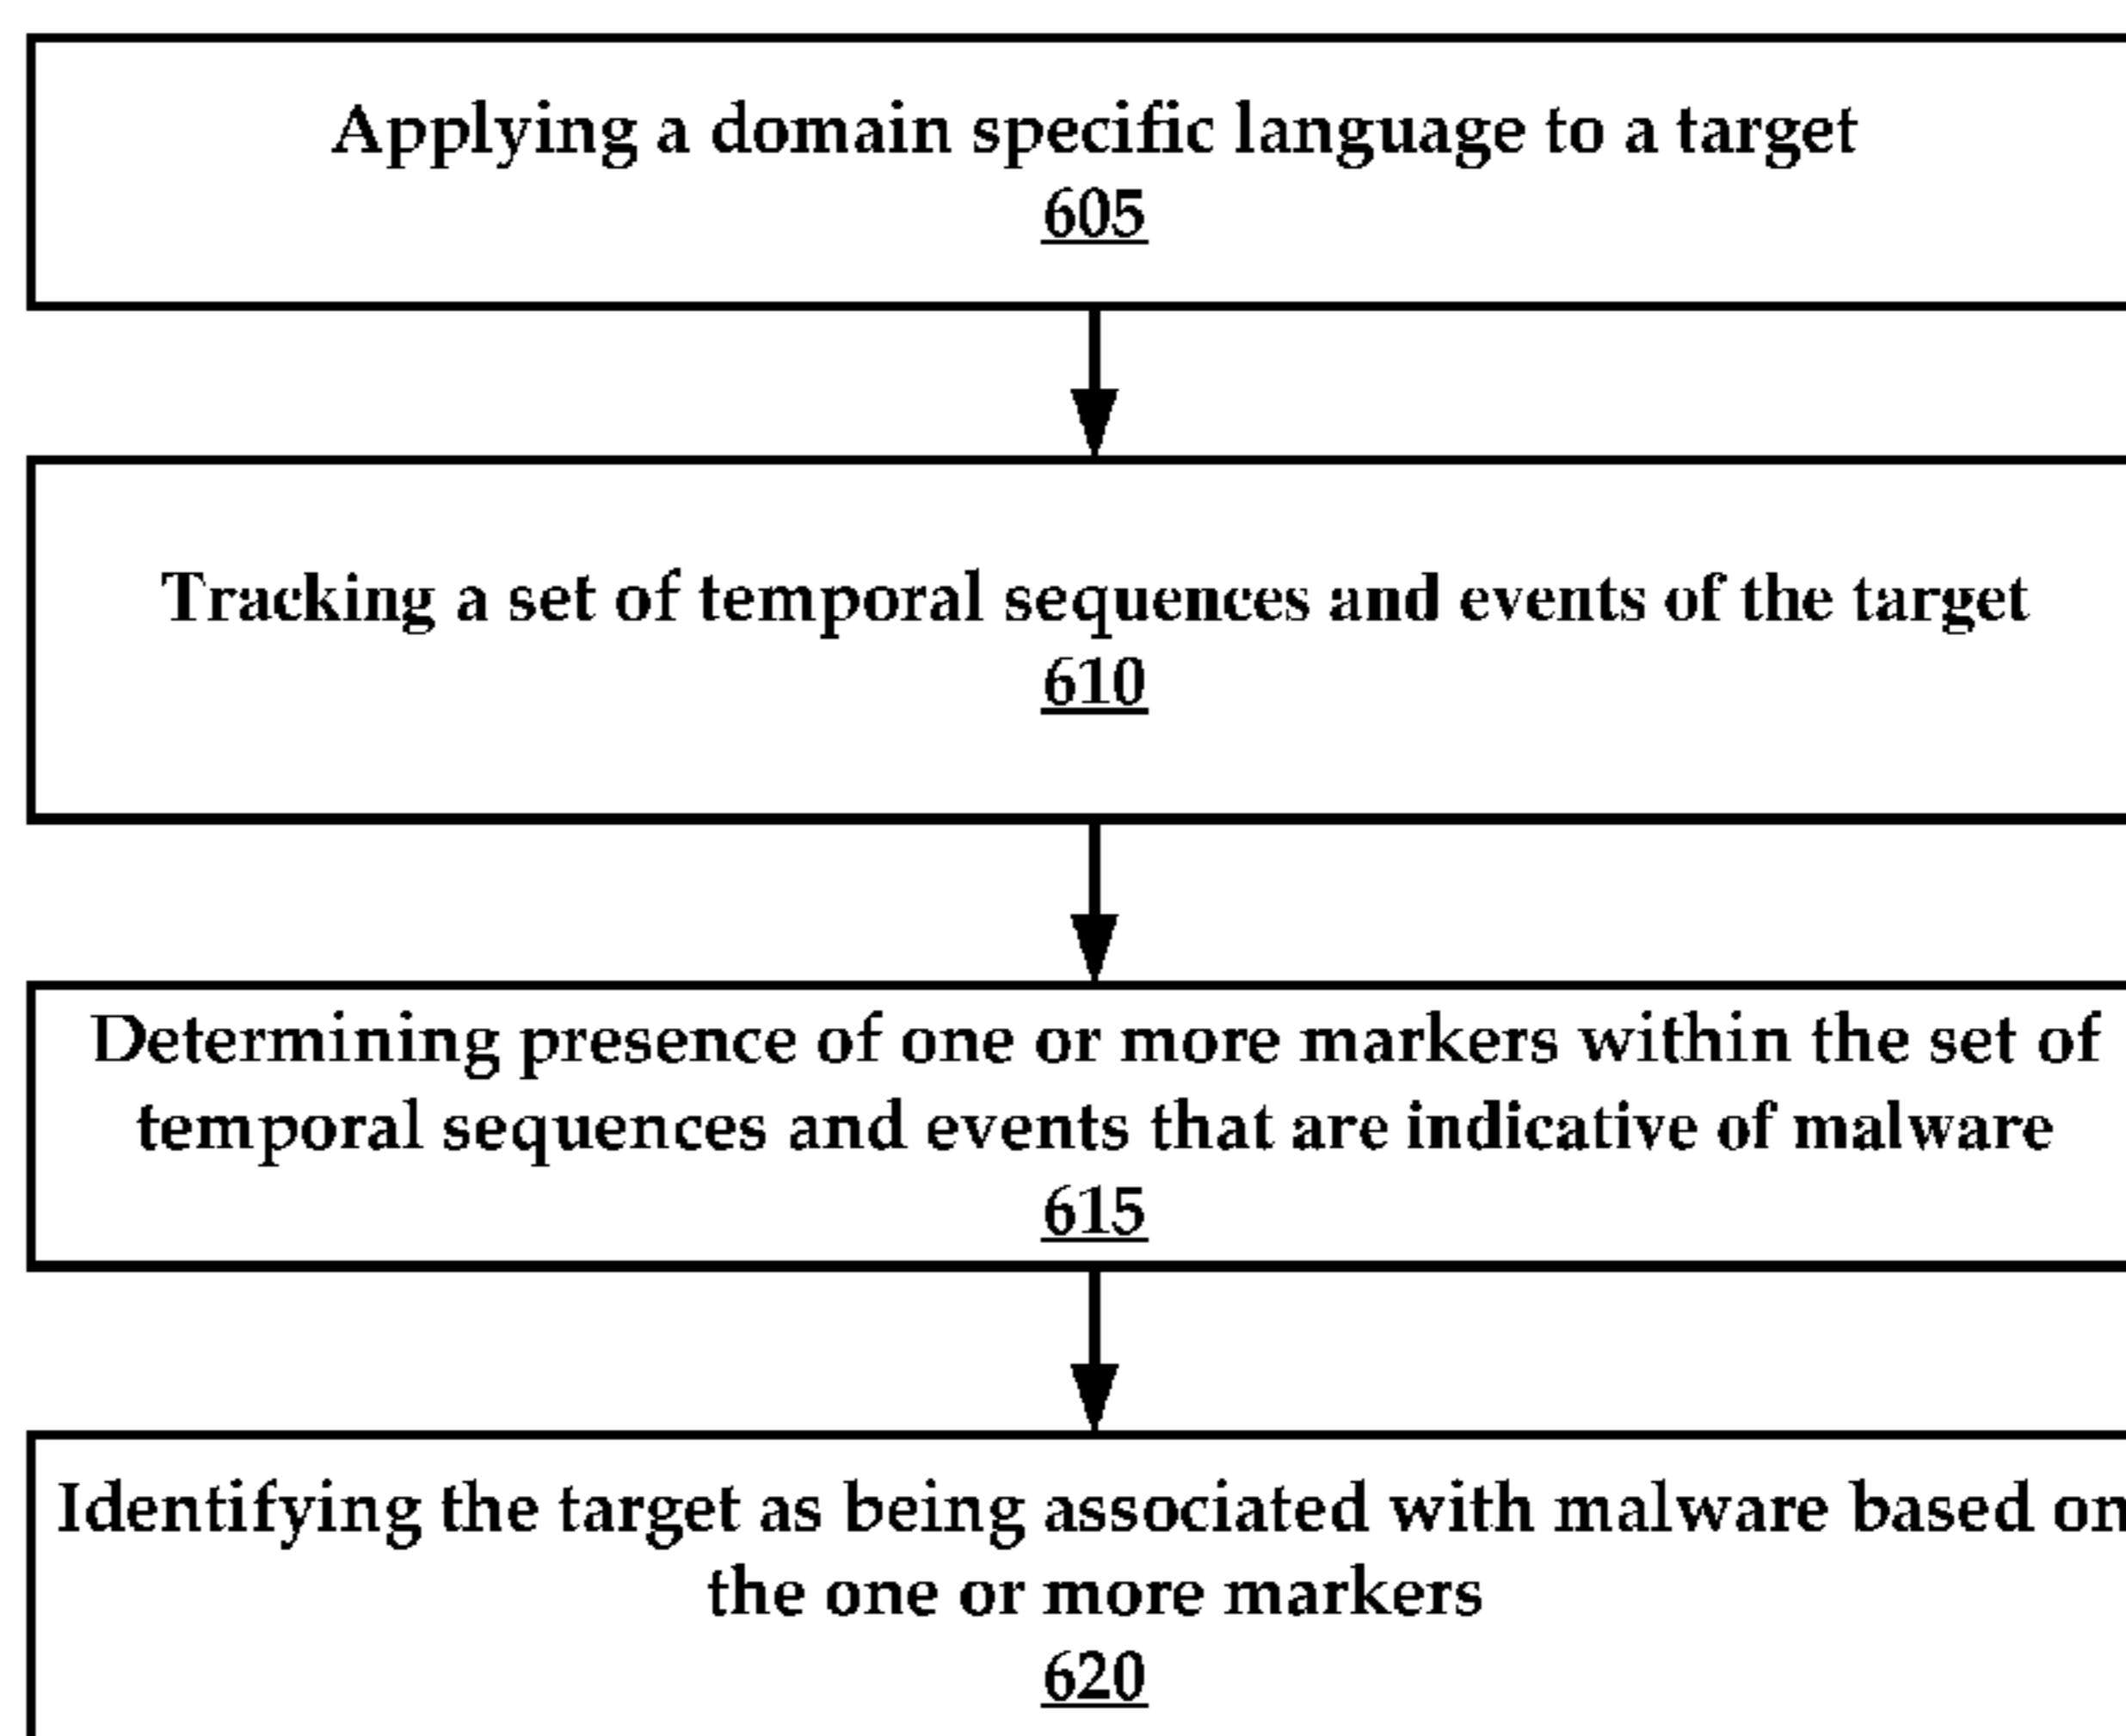 Applying a domain specific language to a target
605
Tracking a set of temporal sequences and events of the target
610
Determining presence of one or more markers within the set of
temporal sequences and events that are indicative of malware
615
Identifying the target as being associated with malware based on
the one or more markers
620